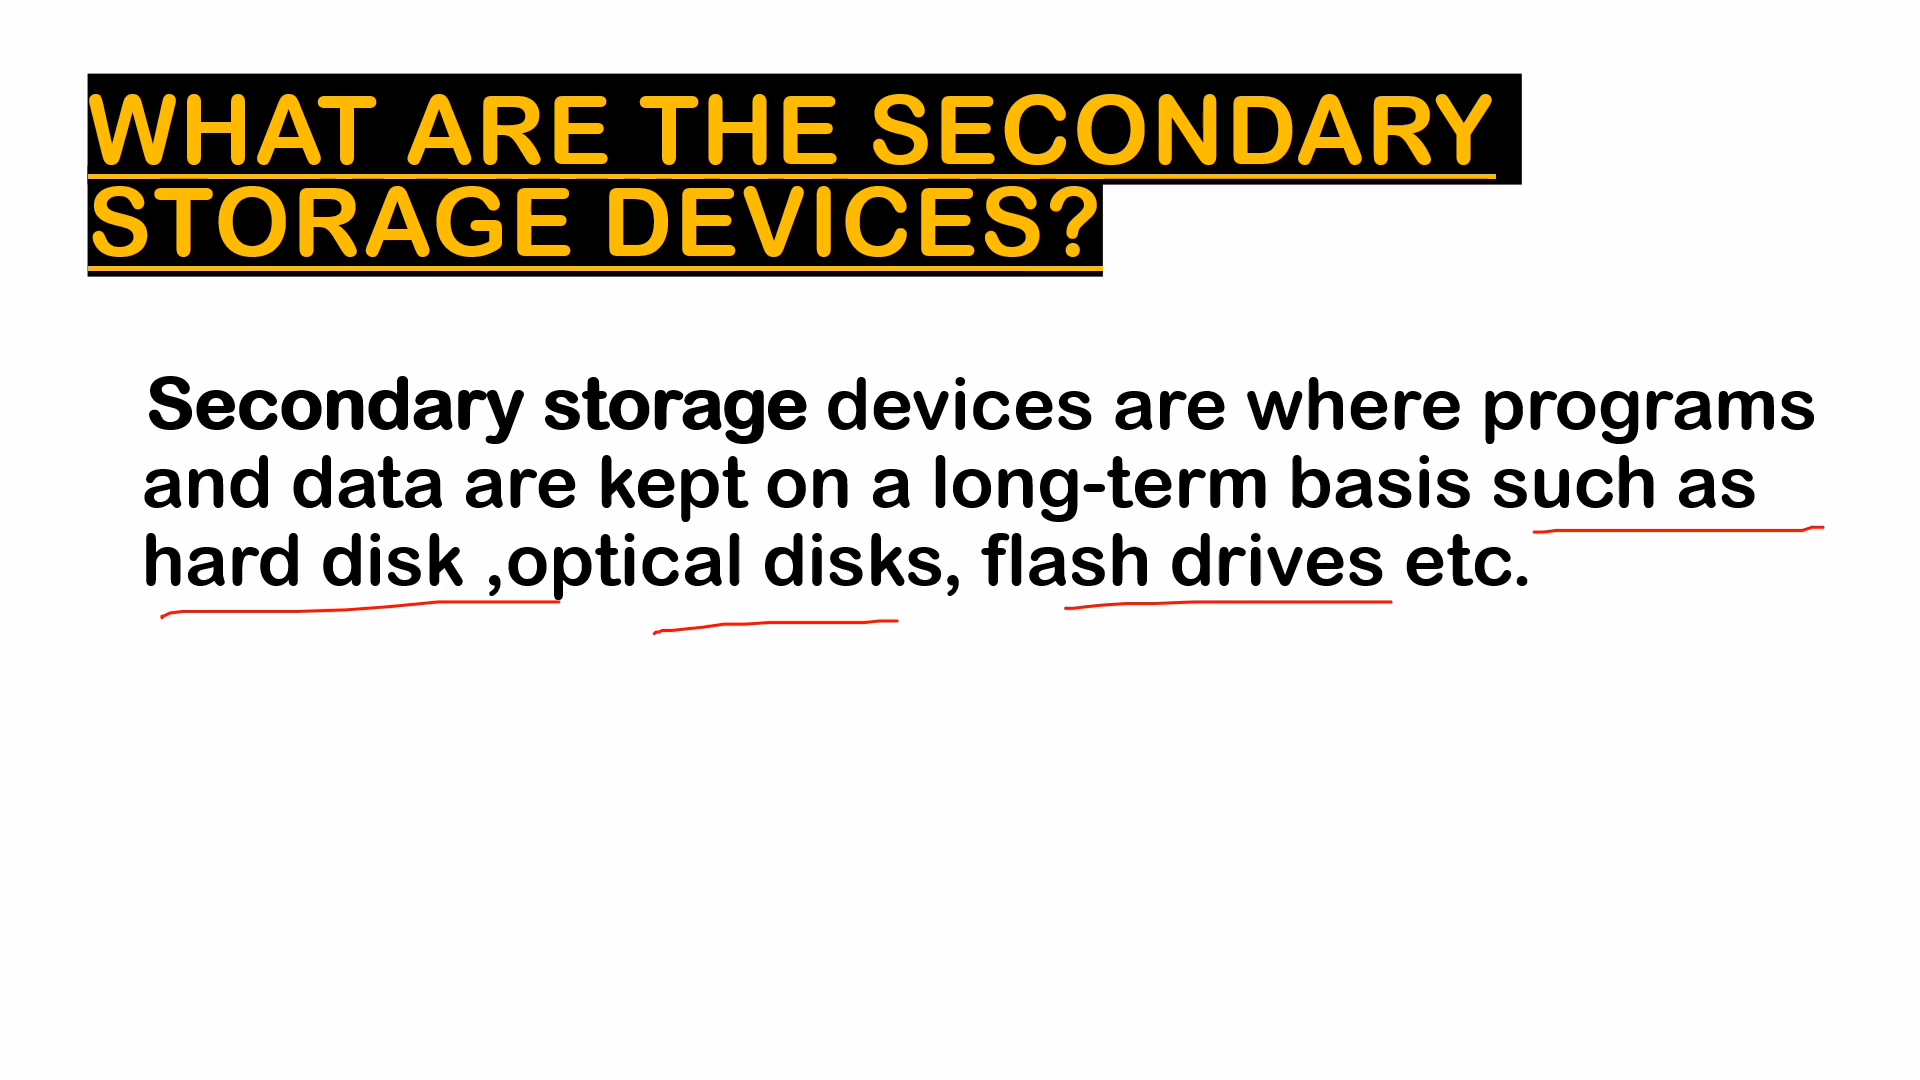 WHAT ARE THE SECONDARY
STORAGE DEVICES?
Secondary storage devices are where programs
and data are kept on a long-term basis such as
hard disk ,optical disks, flash drives etc.